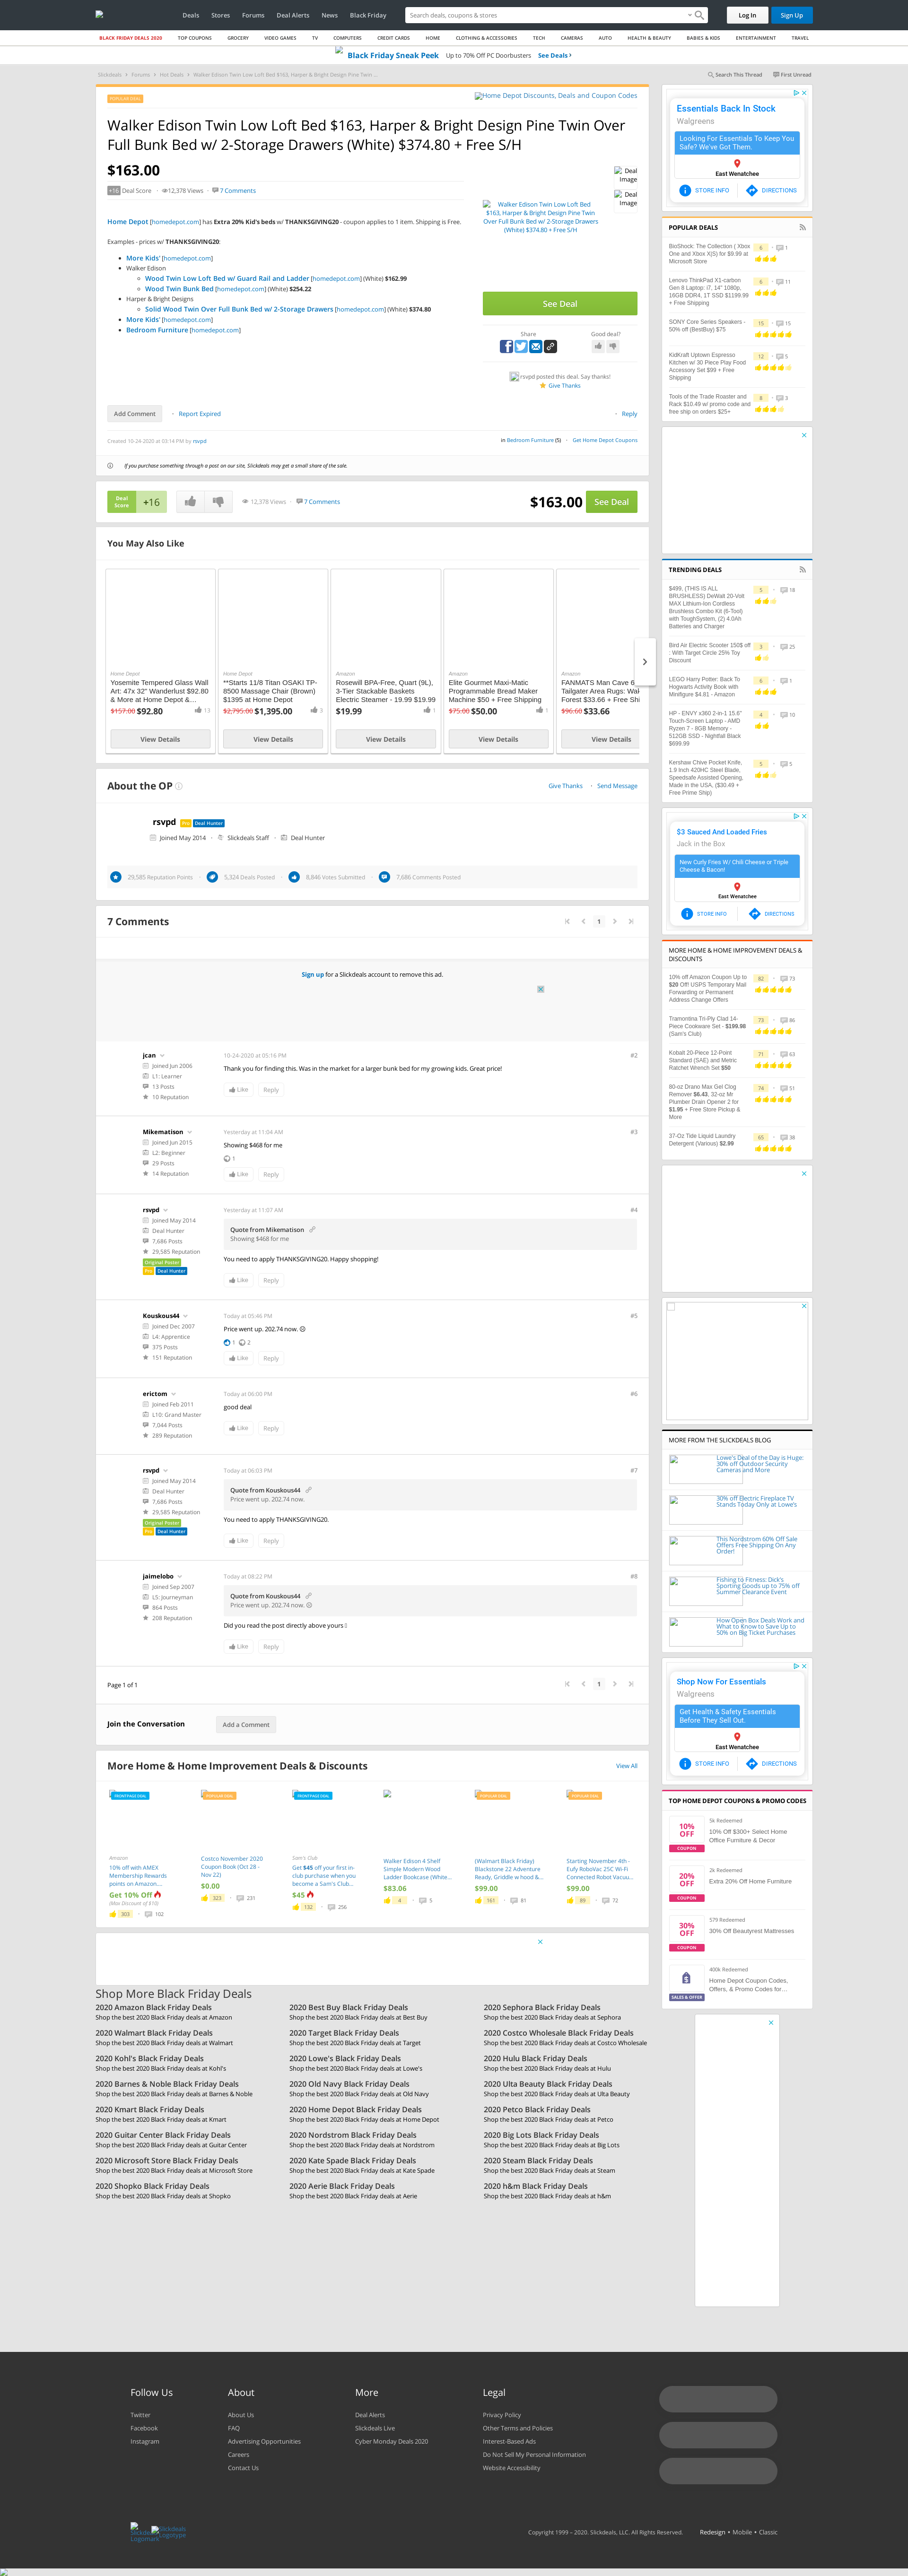 Deals Stores Forums Deal Alerts News Black Friday
Search deals, coupons & stores
Log In
Sign Up
BLACK FRIDAY DEALS 2020 TOP COUPONS GROCERY VIDEO GAMES TV COMPUTERS CREDIT CARDS HOME CLOTHING & ACCESSORIES TECH CAMERAS AUTO HEALTH & BEAUTY BABIES & KIDS ENTERTAINMENT TRAVEL
Black Friday Sneak Peek Up to 70% Off PC Doorbusters See Deals ›
Slickdeals > Forums > Hot Deals > Walker Edison Twin Low Loft Bed $163, Harper & Bright Design Pine Twin ...
Search This Thread First Unread
POPULAR DEAL
Home Depot Discounts, Deals and Coupon Codes
Walker Edison Twin Low Loft Bed $163, Harper & Bright Design Pine Twin Over
Full Bunk Bed w/ 2-Storage Drawers (White) $374.80 + Free S/H
$163.00
+16 Deal Score • 12,378 Views • 7 Comments
Home Depot [homedepot.com] has Extra 20% Kid's beds w/ THANKSGIVING20 - coupon applies to 1 item. Shipping is Free.
Examples - prices w/ THANKSGIVING20:
• More Kids' [homedepot.com]
• Walker Edison
Wood Twin Low Loft Bed w/ Guard Rail and Ladder [homedepot.com] (White) $162.99
Wood Twin Bunk Bed [homedepot.com] (White) $254.22
• Harper & Bright Designs
Solid Wood Twin Over Full Bunk Bed w/ 2-Storage Drawers [homedepot.com] (White) $374.80
• More Kids' [homedepot.com]
• Bedroom Furniture [homedepot.com]
Deal Image
Deal Image
Walker Edison Twin Low Loft Bed
$163, Harper & Bright Design Pine Twin
Over Full Bunk Bed w/ 2-Storage Drawers
(White) $374.80 + Free S/H
See Deal
Share
Good deal?
rsvpd posted this deal. Say thanks!
Give Thanks
Add Comment • Report Expired
• Reply
Created 10-24-2020 at 03:14 PM by rsvpd
in Bedroom Furniture (5) • Get Home Depot Coupons
If you purchase something through a post on our site, Slickdeals may get a small share of the sale.
Deal Score +16
12,378 Views • 7 Comments
$163.00 See Deal
You May Also Like
Home Depot
Yosemite Tempered Glass Wall
Art: 47x 32" Wanderlust $92.80
& More at Home Depot &...
$157.00 $92.80 13
View Details
Home Depot
**Starts 11/8 Titan OSAKI TP-
8500 Massage Chair (Brown)
$1395 at Home Depot
$2,795.00 $1,395.00 3
View Details
Amazon
Rosewill BPA-Free, Quart (9L),
3-Tier Stackable Baskets
Electric Steamer - 19.99 $19.99
$19.99 1
View Details
Amazon
Elite Gourmet Maxi-Matic
Programmable Bread Maker
Machine $50 + Free Shipping
$75.00 $50.00 1
View Details
Amazon
FANMATS Man Cave 6
Tailgater Area Rugs: Wak
Forest $33.66 + Free Shi
$96.60 $33.66
View Details
About the OP
Give Thanks • Send Message
rsvpd Pro Deal Hunter
Joined May 2014 • Slickdeals Staff • Deal Hunter
29,585 Reputation Points • 5,324 Deals Posted • 8,846 Votes Submitted • 7,686 Comments Posted
7 Comments
1
Sign up for a Slickdeals account to remove this ad.
jcan
Joined Jun 2006
L1: Learner
13 Posts
10 Reputation
10-24-2020 at 05:16 PM #2
Thank you for finding this. Was in the market for a larger bunk bed for my growing kids. Great price!
Like Reply
Mikematison
Joined Jun 2015
L2: Beginner
29 Posts
14 Reputation
Yesterday at 11:04 AM #3
Showing $468 for me
1
Like Reply
rsvpd
Joined May 2014
Deal Hunter
7,686 Posts
29,585 Reputation
Original Poster
Pro Deal Hunter
Yesterday at 11:07 AM #4
Quote from Mikematison
Showing $468 for me
You need to apply THANKSGIVING20. Happy shopping!
Like Reply
Kouskous44
Joined Dec 2007
L4: Apprentice
375 Posts
151 Reputation
Today at 05:46 PM #5
Price went up. 202.74 now. ☹
1 2
Like Reply
erictom
Joined Feb 2011
L10: Grand Master
7,044 Posts
289 Reputation
Today at 06:00 PM #6
good deal
Like Reply
rsvpd
Joined May 2014
Deal Hunter
7,686 Posts
29,585 Reputation
Original Poster
Pro Deal Hunter
Today at 06:03 PM #7
Quote from Kouskous44
Price went up. 202.74 now.
You need to apply THANKSGIVING20.
Like Reply
jaimelobo
Joined Sep 2007
L5: Journeyman
864 Posts
208 Reputation
Today at 08:22 PM #8
Quote from Kouskous44
Price went up. 202.74 now. ☹
Did you read the post directly above yours
Like Reply
Page 1 of 1
1
Join the Conversation Add a Comment
More Home & Home Improvement Deals & Discounts View All
FRONTPAGE DEAL
Amazon
10% off with AMEX
Membership Rewards
points on Amazon....
Get 10% Off
(Max Discount of $15)
303 • 102
POPULAR DEAL
Costco November 2020
Coupon Book (Oct 28 -
Nov 22)
$0.00
323 • 231
FRONTPAGE DEAL
Sam's Club
Get $45 off your first in-
club purchase when you
become a Sam's Club...
$45
132 • 256
Walker Edison 4 Shelf
Simple Modern Wood
Ladder Bookcase (White...
$83.06
4 • 5
POPULAR DEAL
(Walmart Black Friday)
Blackstone 22 Adventure
Ready, Griddle w hood &...
$99.00
161 • 81
POPULAR DEAL
Starting November 4th -
Eufy RoboVac 25C Wi-Fi
Connected Robot Vacuu...
$99.00
89 • 72
Shop More Black Friday Deals
2020 Amazon Black Friday Deals
Shop the best 2020 Black Friday deals at Amazon
2020 Best Buy Black Friday Deals
Shop the best 2020 Black Friday deals at Best Buy
2020 Sephora Black Friday Deals
Shop the best 2020 Black Friday deals at Sephora
2020 Walmart Black Friday Deals
Shop the best 2020 Black Friday deals at Walmart
2020 Target Black Friday Deals
Shop the best 2020 Black Friday deals at Target
2020 Costco Wholesale Black Friday Deals
Shop the best 2020 Black Friday deals at Costco Wholesale
2020 Kohl's Black Friday Deals
Shop the best 2020 Black Friday deals at Kohl's
2020 Lowe's Black Friday Deals
Shop the best 2020 Black Friday deals at Lowe's
2020 Hulu Black Friday Deals
Shop the best 2020 Black Friday deals at Hulu
2020 Barnes & Noble Black Friday Deals
Shop the best 2020 Black Friday deals at Barnes & Noble
2020 Old Navy Black Friday Deals
Shop the best 2020 Black Friday deals at Old Navy
2020 Ulta Beauty Black Friday Deals
Shop the best 2020 Black Friday deals at Ulta Beauty
2020 Kmart Black Friday Deals
Shop the best 2020 Black Friday deals at Kmart
2020 Home Depot Black Friday Deals
Shop the best 2020 Black Friday deals at Home Depot
2020 Petco Black Friday Deals
Shop the best 2020 Black Friday deals at Petco
2020 Guitar Center Black Friday Deals
Shop the best 2020 Black Friday deals at Guitar Center
2020 Nordstrom Black Friday Deals
Shop the best 2020 Black Friday deals at Nordstrom
2020 Big Lots Black Friday Deals
Shop the best 2020 Black Friday deals at Big Lots
2020 Microsoft Store Black Friday Deals
Shop the best 2020 Black Friday deals at Microsoft Store
2020 Kate Spade Black Friday Deals
Shop the best 2020 Black Friday deals at Kate Spade
2020 Steam Black Friday Deals
Shop the best 2020 Black Friday deals at Steam
2020 Shopko Black Friday Deals
Shop the best 2020 Black Friday deals at Shopko
2020 Aerie Black Friday Deals
Shop the best 2020 Black Friday deals at Aerie
2020 h&m Black Friday Deals
Shop the best 2020 Black Friday deals at h&m
Essentials Back In Stock
Walgreens
Looking For Essentials To Keep You
Safe? We've Got Them.
East Wenatchee
STORE INFO DIRECTIONS
POPULAR DEALS
BioShock: The Collection ( Xbox
One and Xbox X|S) for $9.99 at
Microsoft Store
6 • 1
Lenovo ThinkPad X1-carbon
Gen 8 Laptop: i7, 14" 1080p,
16GB DDR4, 1T SSD $1199.99
+ Free Shipping
6 • 11
SONY Core Series Speakers -
50% off (BestBuy) $75
15 • 15
KidKraft Uptown Espresso
Kitchen w/ 30 Piece Play Food
Accessory Set $99 + Free
Shipping
12 • 5
Tools of the Trade Roaster and
Rack $10.49 w/ promo code and
free ship on orders $25+
8 • 3
TRENDING DEALS
$499, (THIS IS ALL
BRUSHLESS) DeWalt 20-Volt
MAX Lithium-Ion Cordless
Brushless Combo Kit (6-Tool)
with ToughSystem, (2) 4.0Ah
Batteries and Charger
5 • 18
Bird Air Electric Scooter 150$ off
: With Target Circle 25% Toy
Discount
3 • 25
LEGO Harry Potter: Back To
Hogwarts Activity Book with
Minifigure $4.81 - Amazon
6 • 1
HP - ENVY x360 2-in-1 15.6"
Touch-Screen Laptop - AMD
Ryzen 7 - 8GB Memory -
512GB SSD - Nightfall Black
$699.99
4 • 10
Kershaw Chive Pocket Knife,
1.9 Inch 420HC Steel Blade,
Speedsafe Assisted Opening,
Made in the USA, ($30.49 +
Free Prime Ship)
5 • 5
$3 Sauced And Loaded Fries
Jack in the Box
New Curly Fries W/ Chili Cheese or Triple
Cheese & Bacon!
East Wenatchee
STORE INFO DIRECTIONS
MORE HOME & HOME IMPROVEMENT DEALS &
DISCOUNTS
10% off Amazon Coupon Up to
$20 Off! USPS Temporary Mail
Forwarding or Permanent
Address Change Offers
82 • 73
Tramontina Tri-Ply Clad 14-
Piece Cookware Set - $199.98
(Sam's Club)
73 • 86
Kobalt 20-Piece 12-Point
Standard (SAE) and Metric
Ratchet Wrench Set $50
71 • 63
80-oz Drano Max Gel Clog
Remover $6.43, 32-oz Mr
Plumber Drain Opener 2 for
$1.95 + Free Store Pickup &
More
74 • 51
37-Oz Tide Liquid Laundry
Detergent (Various) $2.99
65 • 38
MORE FROM THE SLICKDEALS BLOG
Lowe's Deal of the Day is Huge:
30% off Outdoor Security
Cameras and More
30% off Electric Fireplace TV
Stands Today Only at Lowe's
This Nordstrom 60% Off Sale
Offers Free Shipping On Any
Order!
Fishing to Fitness: Dick's
Sporting Goods up to 75% off
Summer Clearance Event
How Open Box Deals Work and
What to Know to Save Up to
50% on Big Ticket Purchases
Shop Now For Essentials
Walgreens
Get Health & Safety Essentials
Before They Sell Out.
East Wenatchee
STORE INFO DIRECTIONS
TOP HOME DEPOT COUPONS & PROMO CODES
10% OFF COUPON
5k Redeemed
10% Off $300+ Select Home
Office Furniture & Decor
20% OFF COUPON
2k Redeemed
Extra 20% Off Home Furniture
30% OFF COUPON
579 Redeemed
30% Off Beautyrest Mattresses
SALES & OFFER
400k Redeemed
Home Depot Coupon Codes,
Offers, & Promo Codes for...
Follow Us
Twitter
Facebook
Instagram
About
About Us
FAQ
Advertising Opportunities
Careers
Contact Us
More
Deal Alerts
Slickdeals Live
Cyber Monday Deals 2020
Legal
Privacy Policy
Other Terms and Policies
Interest-Based Ads
Do Not Sell My Personal Information
Website Accessibility
Slickdeals Logotype
Copyright 1999 – 2020. Slickdeals, LLC. All Rights Reserved. Redesign • Mobile • Classic